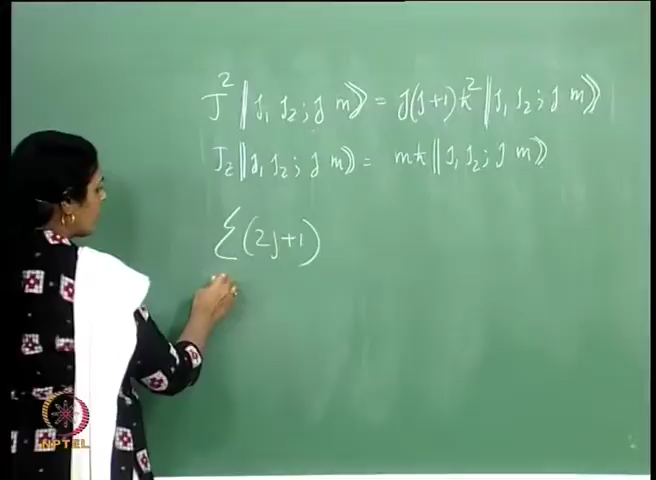 J² ‖ j₁ j₂; j m⟫ = j(j+1)ħ² ‖ j₁ j₂; j m⟫
J_z ‖ j₁ j₂; j m⟫ = mħ ‖ j₁ j₂; j m⟫
Σ (2j+1)
NPTEL